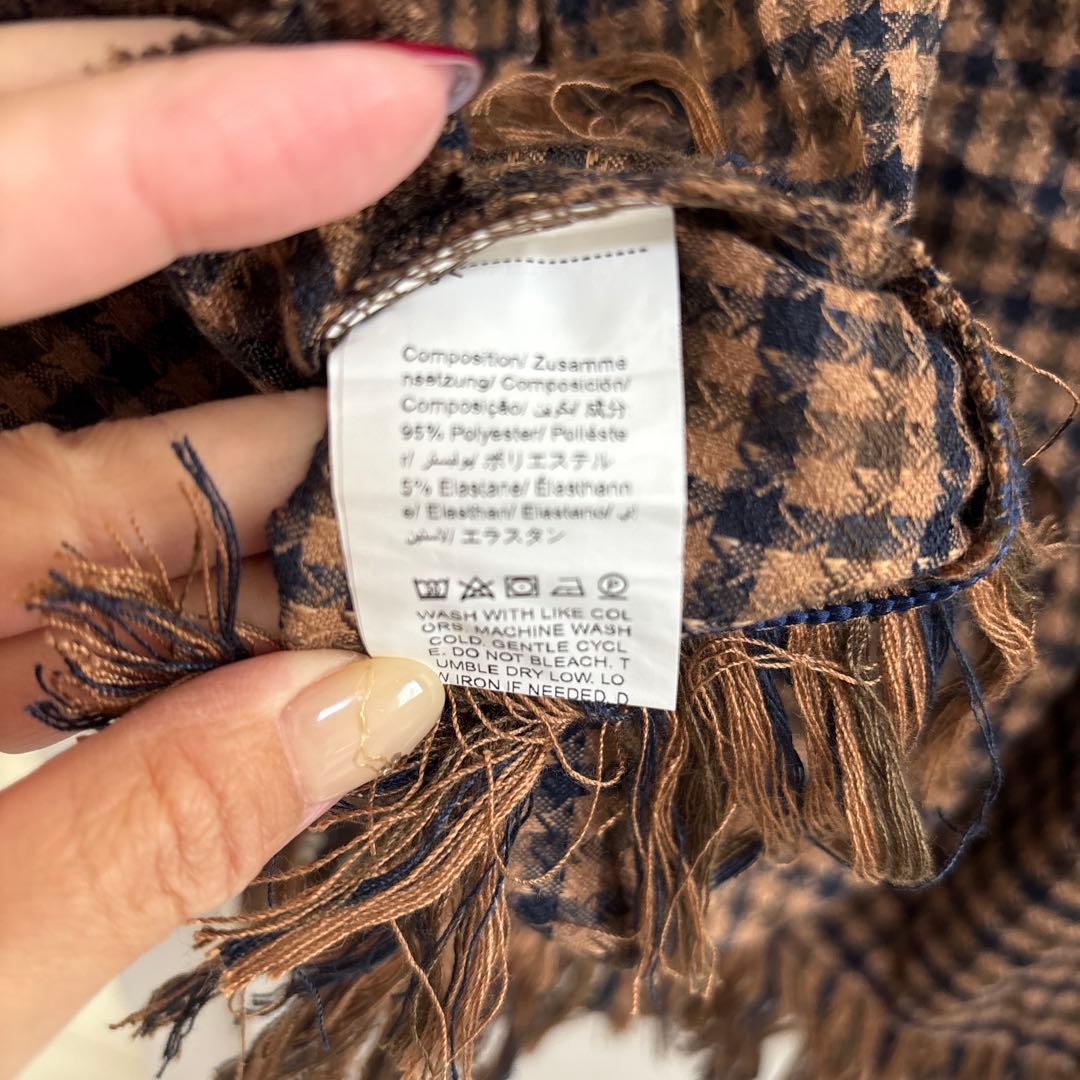 Composition/ Zusamme
nsetzung/ Composición/
Composição/ تكوين/ 成分
95% Polyester/ Poliéste
r/ بوليستر/ ポリエステル
5% Elastane/ Élasthann
e/ Elasthan/ Elastano/ إي
لاستين/ エラスタン
WASH WITH LIKE COL
ORS. MACHINE WASH
COLD. GENTLE CYCL
E. DO NOT BLEACH. T
UMBLE DRY LOW. LO
W IRON IF NEEDED. D